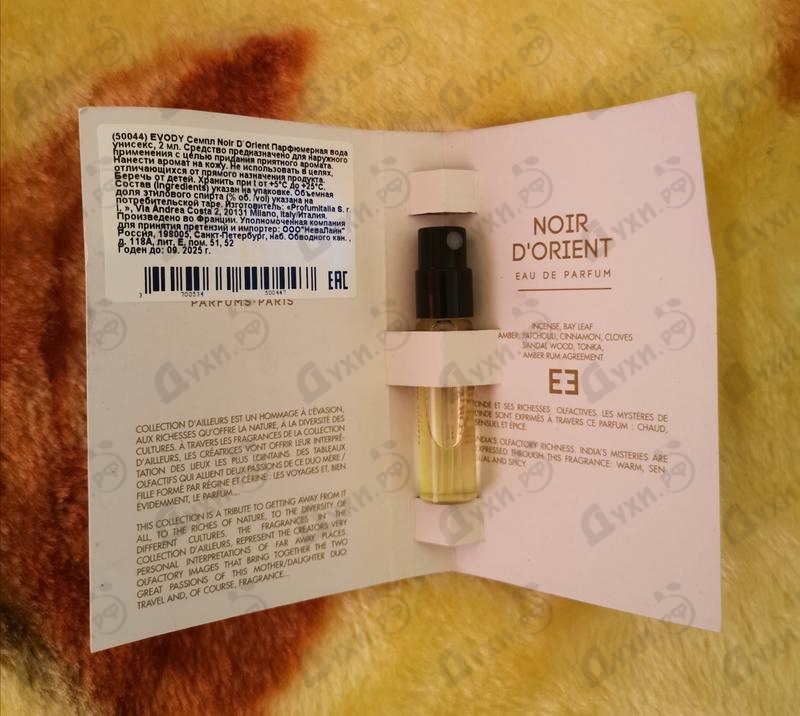 (50044) EVODY Семпл Noir D`Orient Парфюмерная вода
унисекс, 2 мл. Средство предназначено для наружного
применения с целью придания приятного аромата.
Нанести аромат на кожу. Не использовать в целях,
отличающихся от прямого назначения продукта.
Беречь от детей. Хранить при t от +5°C до +25°C.
Состав (ingredients) указан на упаковке. Объемная
доля этилового спирта (% об. /vol) указана на
потребительской таре. Изготовитель: «Profumitalia S. r.
l, », Via Andrea Costa 2, 20131 Milano, Italy/Италия.
Произведено во Франции. Уполномоченная компания
для принятия претензий и импортер: ООО"НеваЛайн"
Россия, 198005, Санкт-Петербург, наб. Обводного кан. ,
д. 118А, лит. Е, пом. 51, 52
Годен до: 09. 2025 г.
3 700534 500447
EAC
PARFUMS·PARIS
COLLECTION D'AILLEURS EST UN HOMMAGE À L'ÉVASION,
AUX RICHESSES QU'OFFRE LA NATURE, À LA DIVERSITÉ DES
CULTURES. À TRAVERS LES FRAGRANCES DE LA COLLECTION
D'AILLEURS, LES CRÉATRICES VONT OFFRIR LEUR INTERPRÉ-
TATION DES LIEUX LES PLUS LOINTAINS. DES TABLEAUX
OLFACTIFS QUI ALLIENT DEUX PASSIONS DE CE DUO MÈRE /
FILLE FORMÉ PAR RÉGINE ET CÉRINE : LES VOYAGES ET, BIEN
ÉVIDEMMENT, LE PARFUM...
THIS COLLECTION IS A TRIBUTE TO GETTING AWAY FROM IT
ALL, TO THE RICHES OF NATURE, TO THE DIVERSITY OF
DIFFERENT CULTURES. THE FRAGRANCES IN THE
COLLECTION D'AILLEURS, REPRESENT THE CREATORS VERY
PERSONAL INTERPRETATIONS OF FAR AWAY PLACES.
OLFACTORY IMAGES THAT BRING TOGETHER THE TWO
GREAT PASSIONS OF THIS MOTHER/DAUGHTER DUO:
TRAVEL AND, OF COURSE, FRAGRANCE...
NOIR
D'ORIENT
EAU DE PARFUM
INCENSE, BAY LEAF
AMBER, PATCHOULI, CINNAMON, CLOVES
SANDAL WOOD, TONKA,
AMBER RUM AGREEMENT
ONDE ET SES RICHESSES OLFACTIVES. LES MYSTÈRES DE
L'INDE SONT EXPRIMÉS À TRAVERS CE PARFUM : CHAUD,
SENSUEL ET ÉPICÉ.
INDIA'S OLFACTORY RICHNESS. INDIA'S MISTERIES ARE
EXPRESSED THROUGH THIS FRAGRANCE: WARM, SEN-
UAL AND SPICY.
Духи.РФ